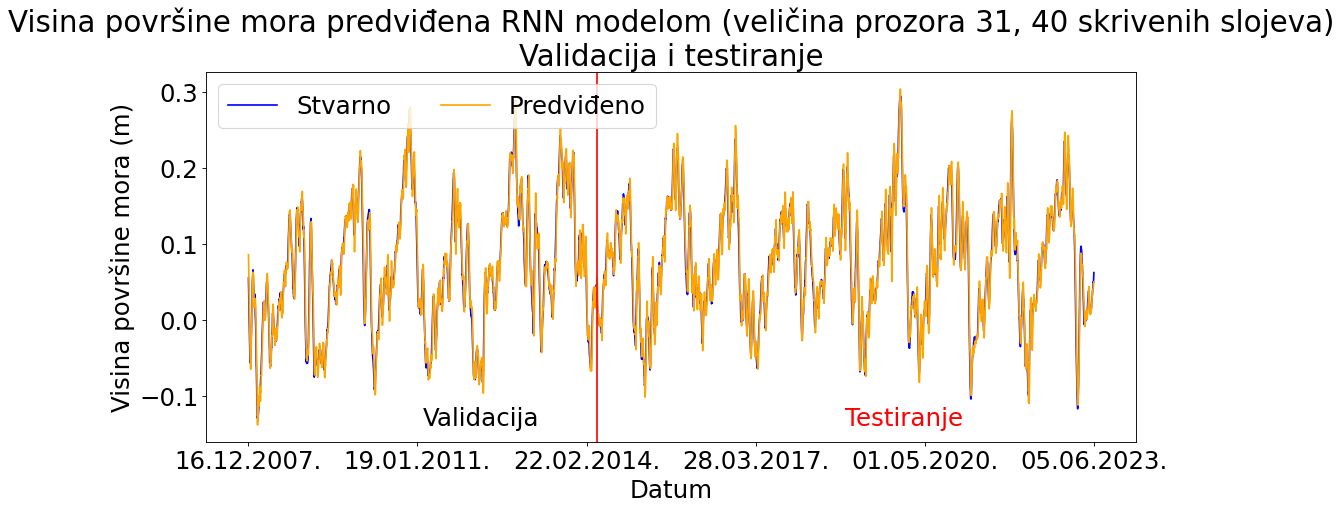 Visina površine mora predviđena RNN modelom (veličina prozora 31, 40 skrivenih slojeva)
Validacija i testiranje
Stvarno
Predviđeno
Visina površine mora (m)
0.3
0.2
0.1
0.0
−0.1
Validacija
Testiranje
16.12.2007.
19.01.2011.
22.02.2014.
28.03.2017.
01.05.2020.
05.06.2023.
Datum